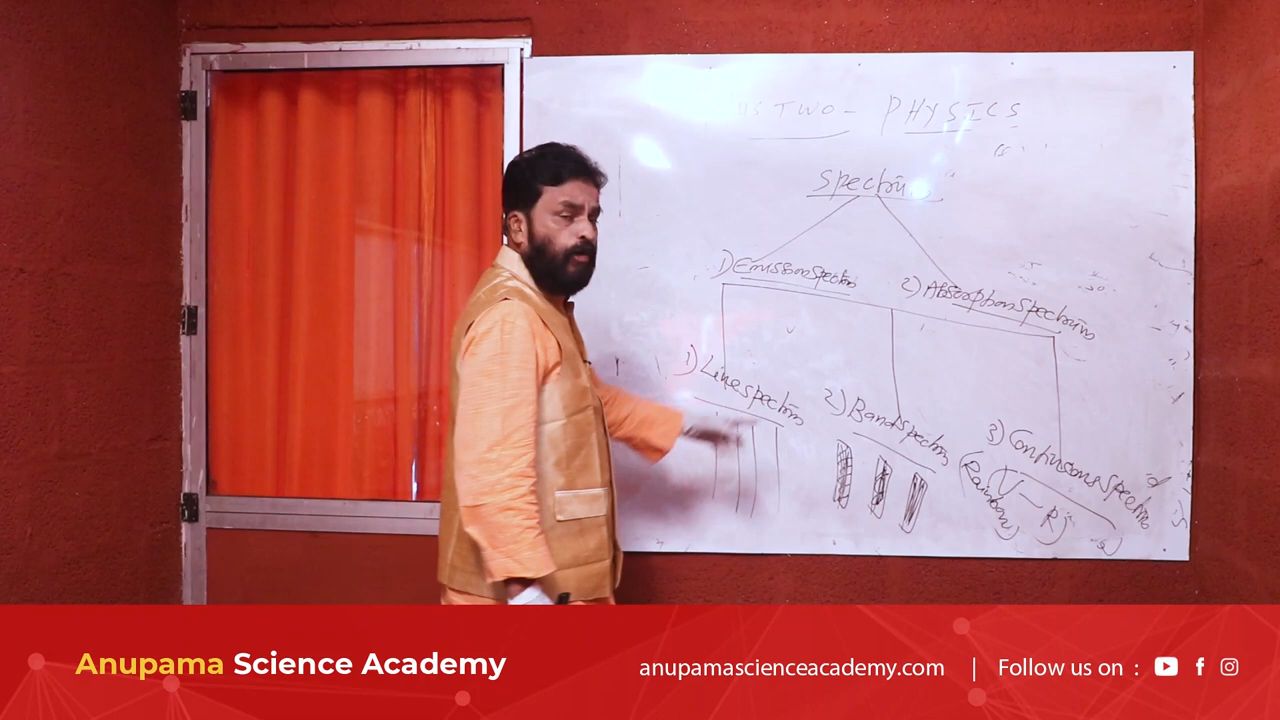 TWO - PHYSICS
Spectrum
1) Emission Spectrum 2) Absorption Spectrum
1) Line spectrum
2) Band spectrum
3) Continuous Spectrum
(Rainbow) (V - R)
Anupama Science Academy
anupamascienceacademy.com | Follow us on :